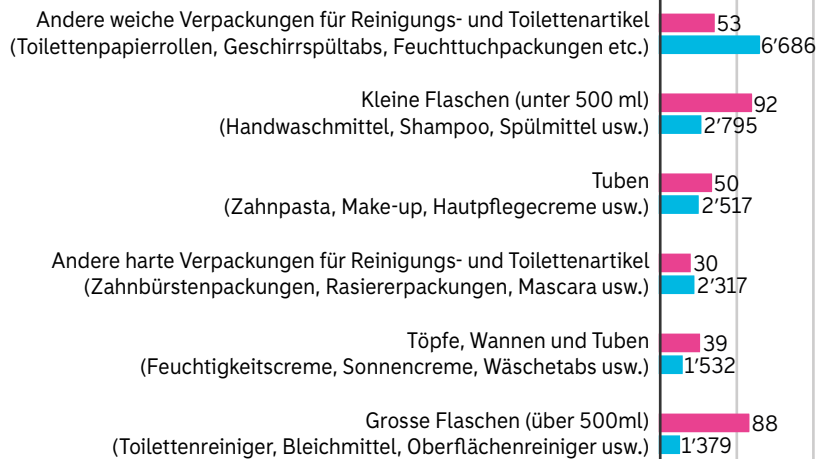 Andere weiche Verpackungen für Reinigungs- und Toilettenartikel 53
(Toilettenpapierrollen, Geschirrspültabs, Feuchttuchpackungen etc.) 6’686
Kleine Flaschen (unter 500 ml) 92
(Handwaschmittel, Shampoo, Spülmittel usw.) 2’795
Tuben 50
(Zahnpasta, Make-up, Hautpflegecreme usw.) 2’517
Andere harte Verpackungen für Reinigungs- und Toilettenartikel 30
(Zahnbürstenpackungen, Rasiererpackungen, Mascara usw.) 2’317
Töpfe, Wannen und Tuben 39
(Feuchtigkeitscreme, Sonnencreme, Wäschetabs usw.) 1’532
Grosse Flaschen (über 500ml) 88
(Toilettenreiniger, Bleichmittel, Oberflächenreiniger usw.) 1’379